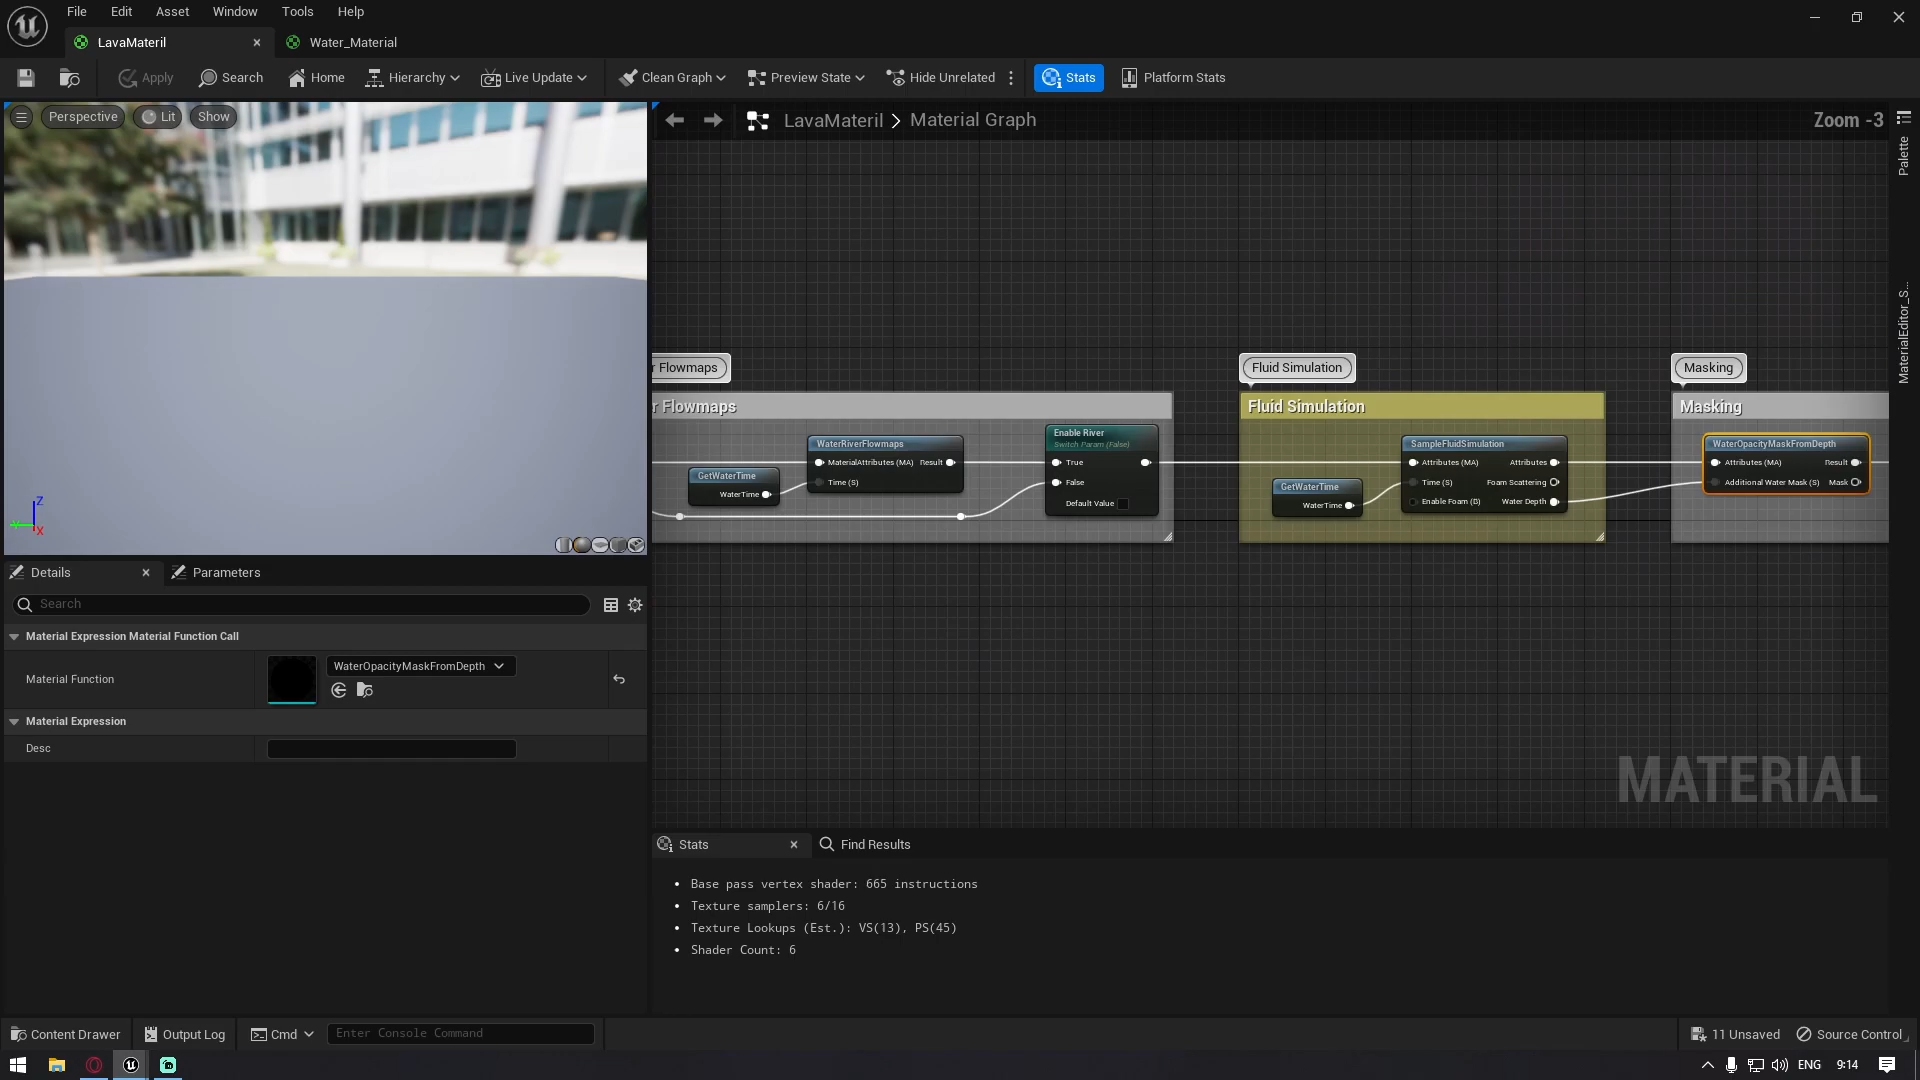 File Edit Asset Window Tools Help
LavaMateril Water_Material
Apply Search Home Hierarchy Live Update Clean Graph Preview State Hide Unrelated Stats Platform Stats
Perspective Lit Show
LavaMateril Material Graph
Zoom -3
Palette
MaterialEditor_S...
r Flowmaps
Fluid Simulation
Masking
r Flowmaps
Fluid Simulation
Masking
Enable River
Switch Param (False)
True
False
Default Value
WaterRiverFlowmaps
MaterialAttributes (MA) Result
Time (S)
GetWaterTime
WaterTime
SampleFluidSimulation
Attributes (MA) Attributes
Time (S) Foam Scattering
Enable Foam (B) Water Depth
GetWaterTime
WaterTime
WaterOpacityMaskFromDepth
Attributes (MA) Result
Additional Water Mask (S) Mask
Z
Y
X
MATERIAL
Details Parameters
Search
Material Expression Material Function Call
Material Function WaterOpacityMaskFromDepth
Material Expression
Desc
Stats Find Results
Base pass vertex shader: 665 instructions
Texture samplers: 6/16
Texture Lookups (Est.): VS(13), PS(45)
Shader Count: 6
Content Drawer Output Log Cmd Enter Console Command 11 Unsaved Source Control
ENG 9:14